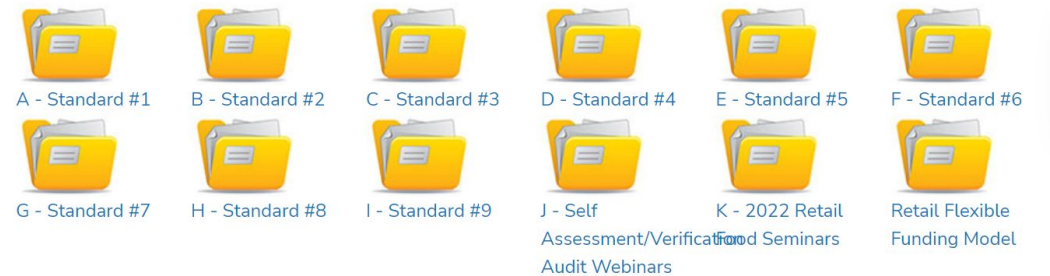 A - Standard #1
B - Standard #2
C - Standard #3
D - Standard #4
E - Standard #5
F - Standard #6
G - Standard #7
H - Standard #8
I - Standard #9
J - Self
Assessment/Verification
Audit Webinars
K - 2022 Retail
Food Seminars
Retail Flexible
Funding Model